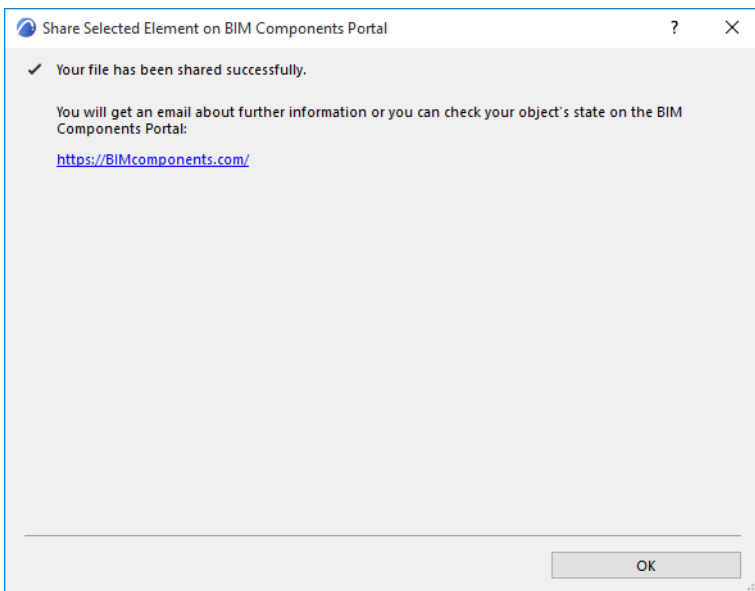 Share Selected Element on BIM Components Portal
?
Your file has been shared successfully.
You will get an email about further information or you can check your object's state on the BIM
Components Portal:
https://BIMcomponents.com/
OK